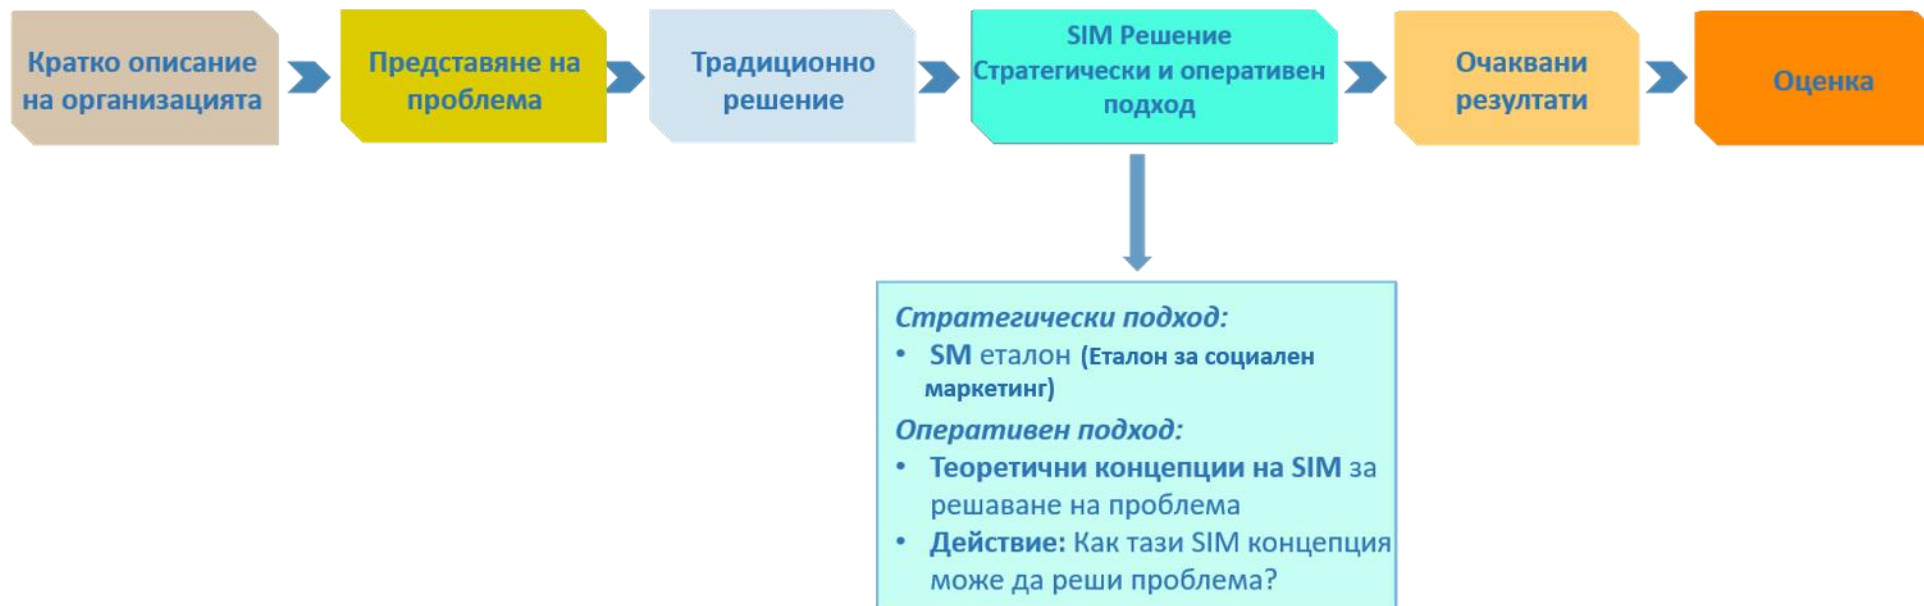 Кратко описание
на организацията
Представяне на
проблема
Традиционно
решение
SIM Решение
Стратегически и оперативен
подход
Очаквани
резултати
Оценка
Стратегически подход:
• SM еталон (Еталон за социален
маркетинг)
Оперативен подход:
• Теоретични концепции на SIM за
решаване на проблема
• Действие: Как тази SIM концепция
може да реши проблема?